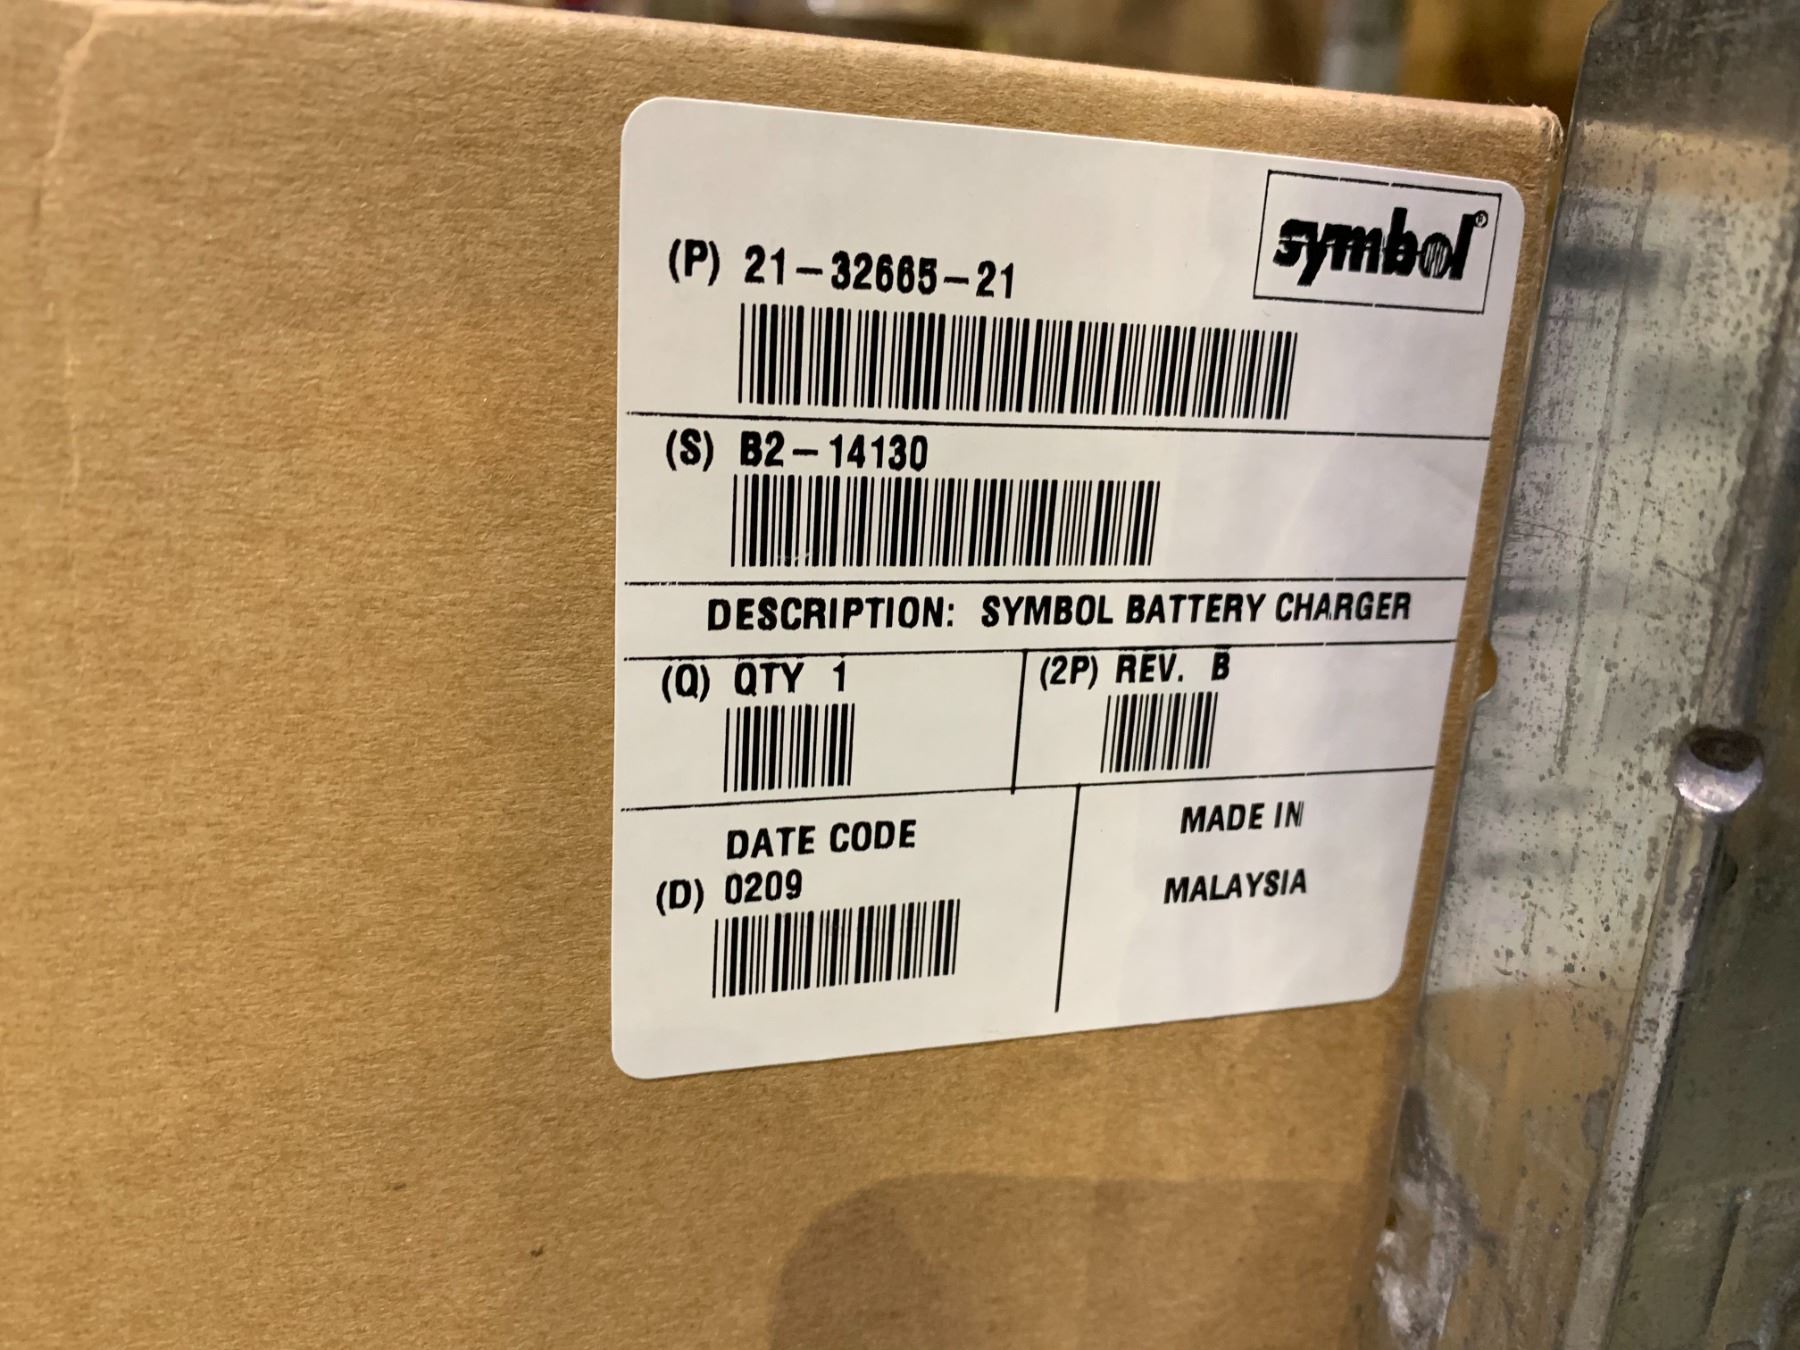 symbol®
(P) 21-32665-21
(S) B2-14130
DESCRIPTION: SYMBOL BATTERY CHARGER
(Q) QTY 1
(2P) REV. B
DATE CODE
(D) 0209
MADE IN
MALAYSIA